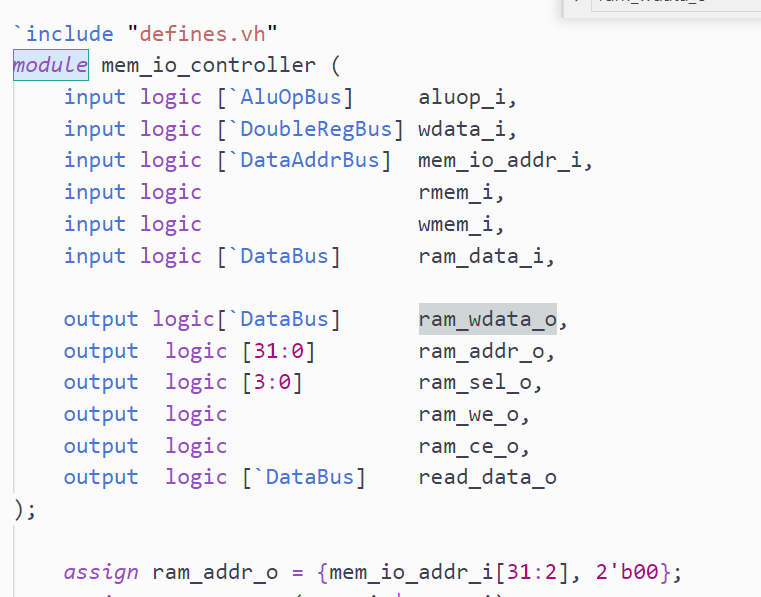 `include "defines.vh"
module mem_io_controller (
    input logic [`AluOpBus]     aluop_i,
    input logic [`DoubleRegBus] wdata_i,
    input logic [`DataAddrBus]  mem_io_addr_i,
    input logic                 rmem_i,
    input logic                 wmem_i,
    input logic [`DataBus]      ram_data_i,
    output logic[`DataBus]      ram_wdata_o,
    output  logic [31:0]        ram_addr_o,
    output  logic [3:0]         ram_sel_o,
    output  logic               ram_we_o,
    output  logic               ram_ce_o,
    output  logic [`DataBus]    read_data_o
);
    assign ram_addr_o = {mem_io_addr_i[31:2], 2'b00};